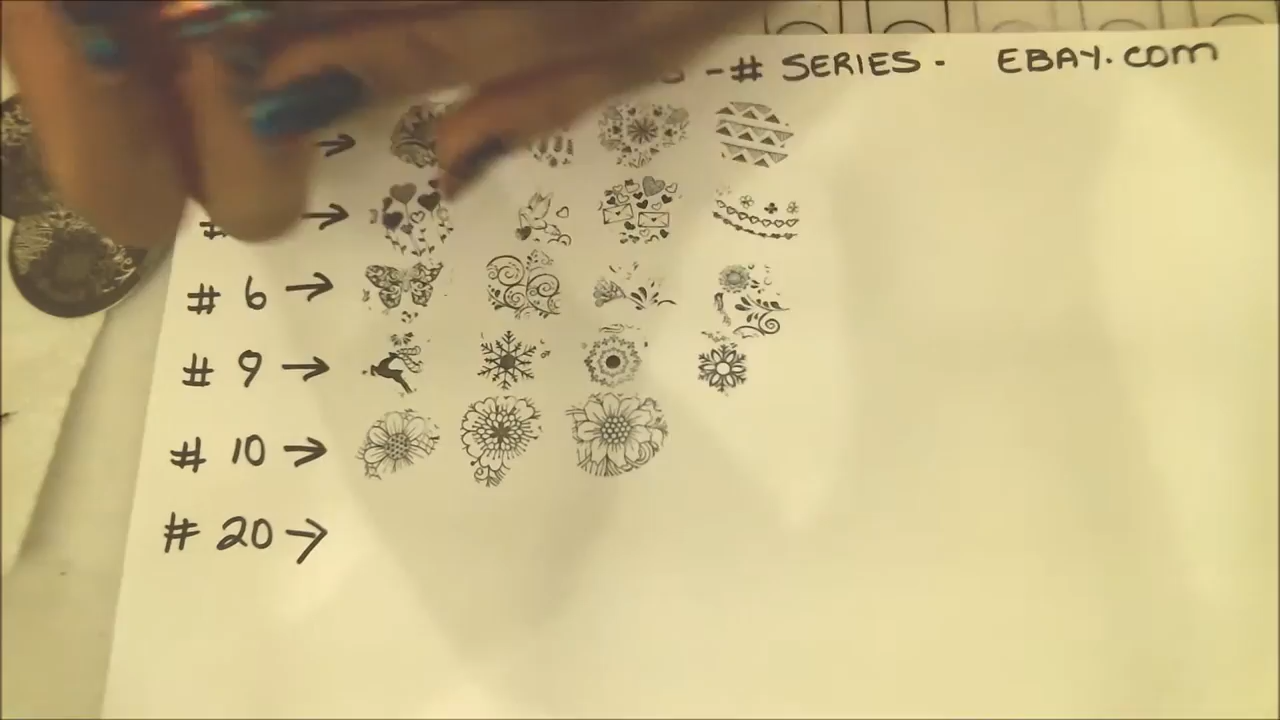 - # SERIES - EBAY.com
→
# →
# 6 →
# 9 →
# 10 →
# 20 →